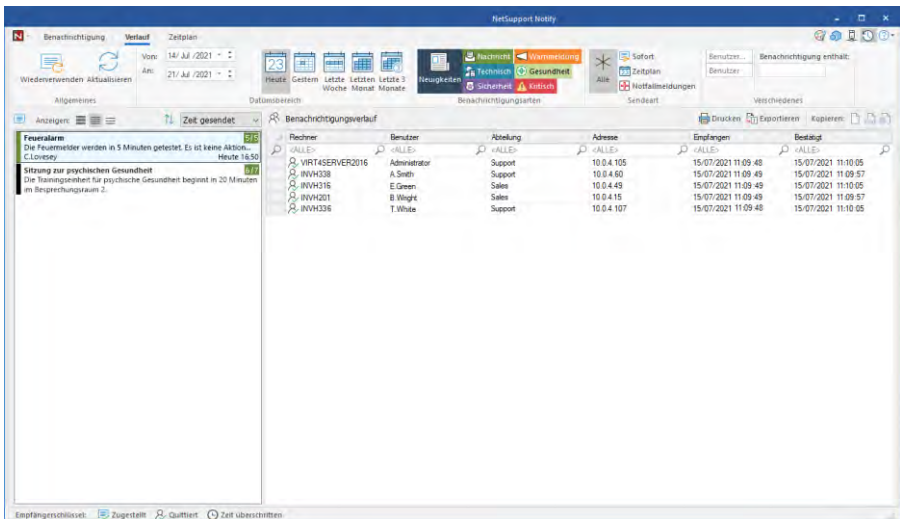 NetSupport Notify
Benachrichtigung Verlauf Zeitplan
Von: 14/ Jul /2021
An: 21/ Jul /2021
Wiederverwenden Aktualisieren
Allgemeines
23
Heute Gestern Letzte Woche Letzten Monat Letzte 3 Monate
Datumsbereich
Neuigkeiten
Nachricht Warnmeldung
Technisch Gesundheit
Sicherheit Kritisch
Benachrichtigungsarten
Alle
Sofort
Zeitplan
Notfallmeldungen
Sendeart
Benutzer...
Benutzer
Benachrichtigung enthält:
Verschiedenes
Anzeigen: Zeit gesendet
Benachrichtigungsverlauf
Drucken Exportieren Kopieren:
Feueralarm 5/5
Die Feuermelder werden in 5 Minuten getestet. Es ist keine Aktion...
C.Lovesey Heute 16:50
Sitzung zur psychischen Gesundheit
Die Trainingseinheit für psychische Gesundheit beginnt in 20 Minuten
im Besprechungsraum 2.
Rechner Benutzer Abteilung Adresse Empfangen Bestätigt
<ALLE> <ALLE> <ALLE> <ALLE> <ALLE> <ALLE>
VIRT4SERVER2016 Administrator Support 10.0.4.105 15/07/2021 11:09:48 15/07/2021 11:10:05
INVH338 A.Smith Support 10.0.4.60 15/07/2021 11:09:49 15/07/2021 11:09:57
INVH316 E.Green Sales 10.0.4.49 15/07/2021 11:09:49 15/07/2021 11:10:05
INVH201 B.Wright Sales 10.0.4.15 15/07/2021 11:09:49 15/07/2021 11:09:57
INVH336 T.White Support 10.0.4.107 15/07/2021 11:09:48 15/07/2021 11:10:05
Empfängerschlüssel: Zugestellt Quittiert Zeit überschritten